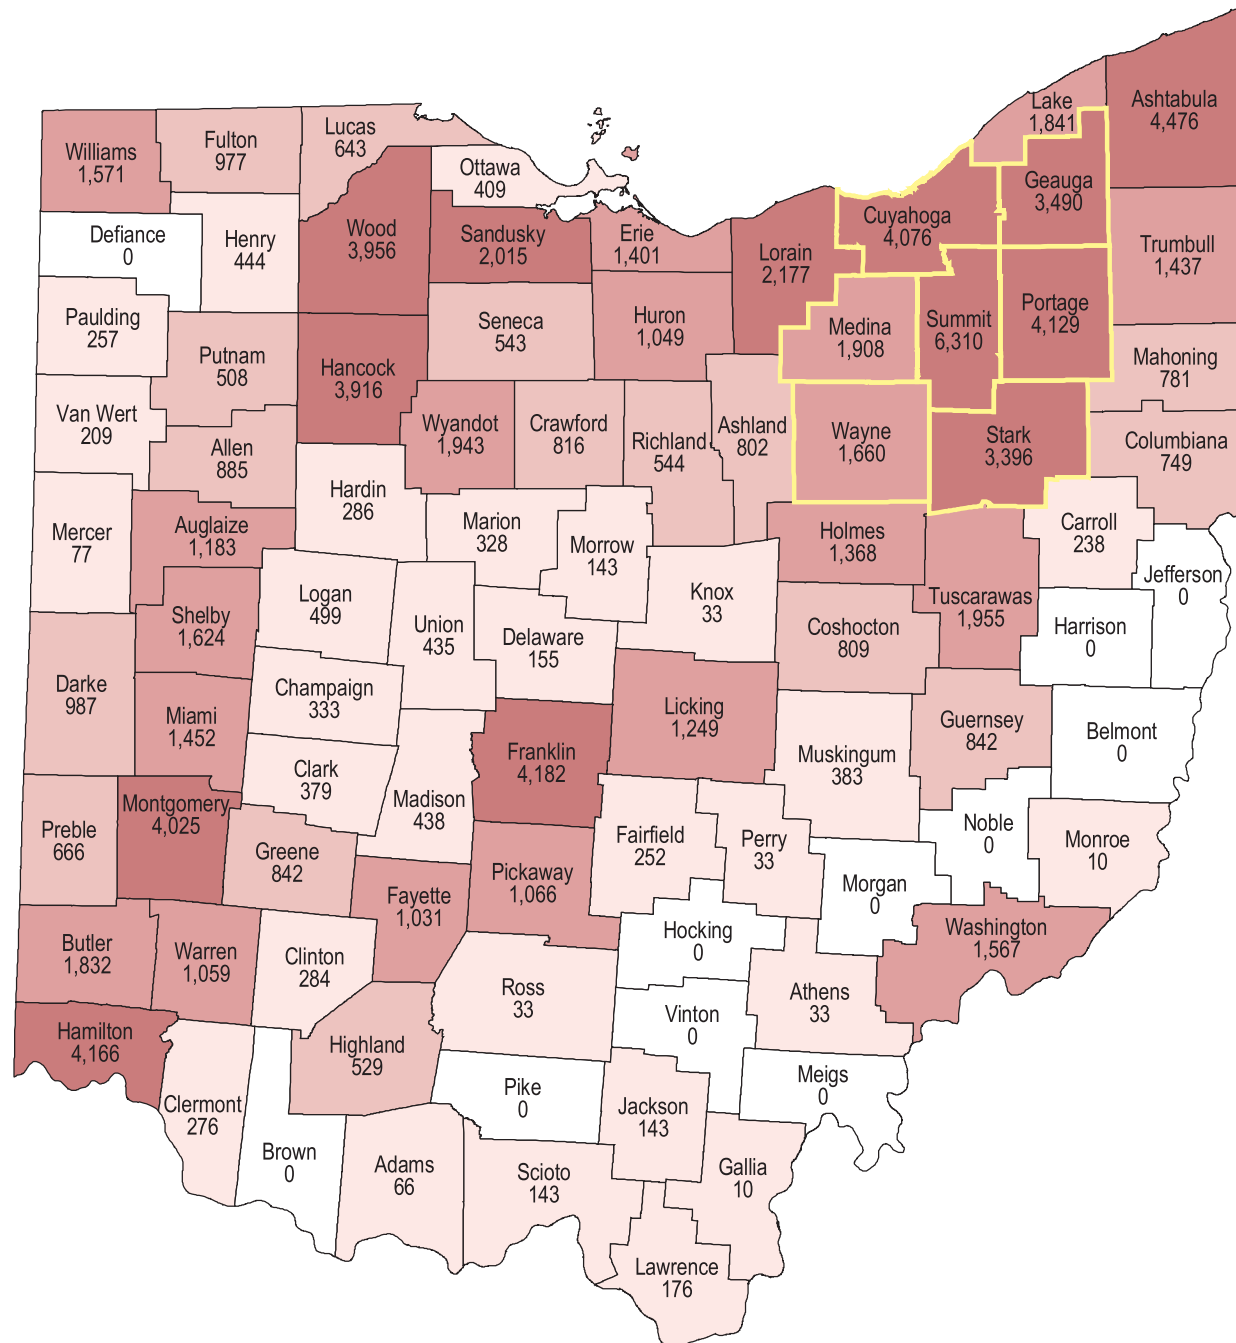 Lake
1,841
Ashtabula
4,476
Williams
1,571
Fulton
977
Lucas
643
Ottawa
409
Geauga
3,490
Cuyahoga
4,076
Defiance
0
Henry
444
Wood
3,956
Sandusky
2,015
Erie
1,401
Lorain
2,177
Trumbull
1,437
Paulding
257
Putnam
508
Hancock
3,916
Seneca
543
Huron
1,049
Medina
1,908
Summit
6,310
Portage
4,129
Mahoning
781
Van Wert
209
Allen
885
Wyandot
1,943
Crawford
816
Richland
544
Ashland
802
Wayne
1,660
Stark
3,396
Columbiana
749
Mercer
77
Auglaize
1,183
Hardin
286
Marion
328
Morrow
143
Holmes
1,368
Carroll
238
Jefferson
0
Shelby
1,624
Logan
499
Union
435
Delaware
155
Knox
33
Coshocton
809
Tuscarawas
1,955
Harrison
0
Darke
987
Miami
1,452
Champaign
333
Licking
1,249
Guernsey
842
Belmont
0
Clark
379
Franklin
4,182
Muskingum
383
Preble
666
Montgomery
4,025
Madison
438
Fairfield
252
Perry
33
Noble
0
Monroe
10
Greene
842
Fayette
1,031
Pickaway
1,066
Morgan
0
Butler
1,832
Warren
1,059
Clinton
284
Hocking
0
Washington
1,567
Ross
33
Athens
33
Hamilton
4,166
Highland
529
Vinton
0
Clermont
276
Pike
0
Jackson
143
Meigs
0
Brown
0
Adams
66
Scioto
143
Gallia
10
Lawrence
176